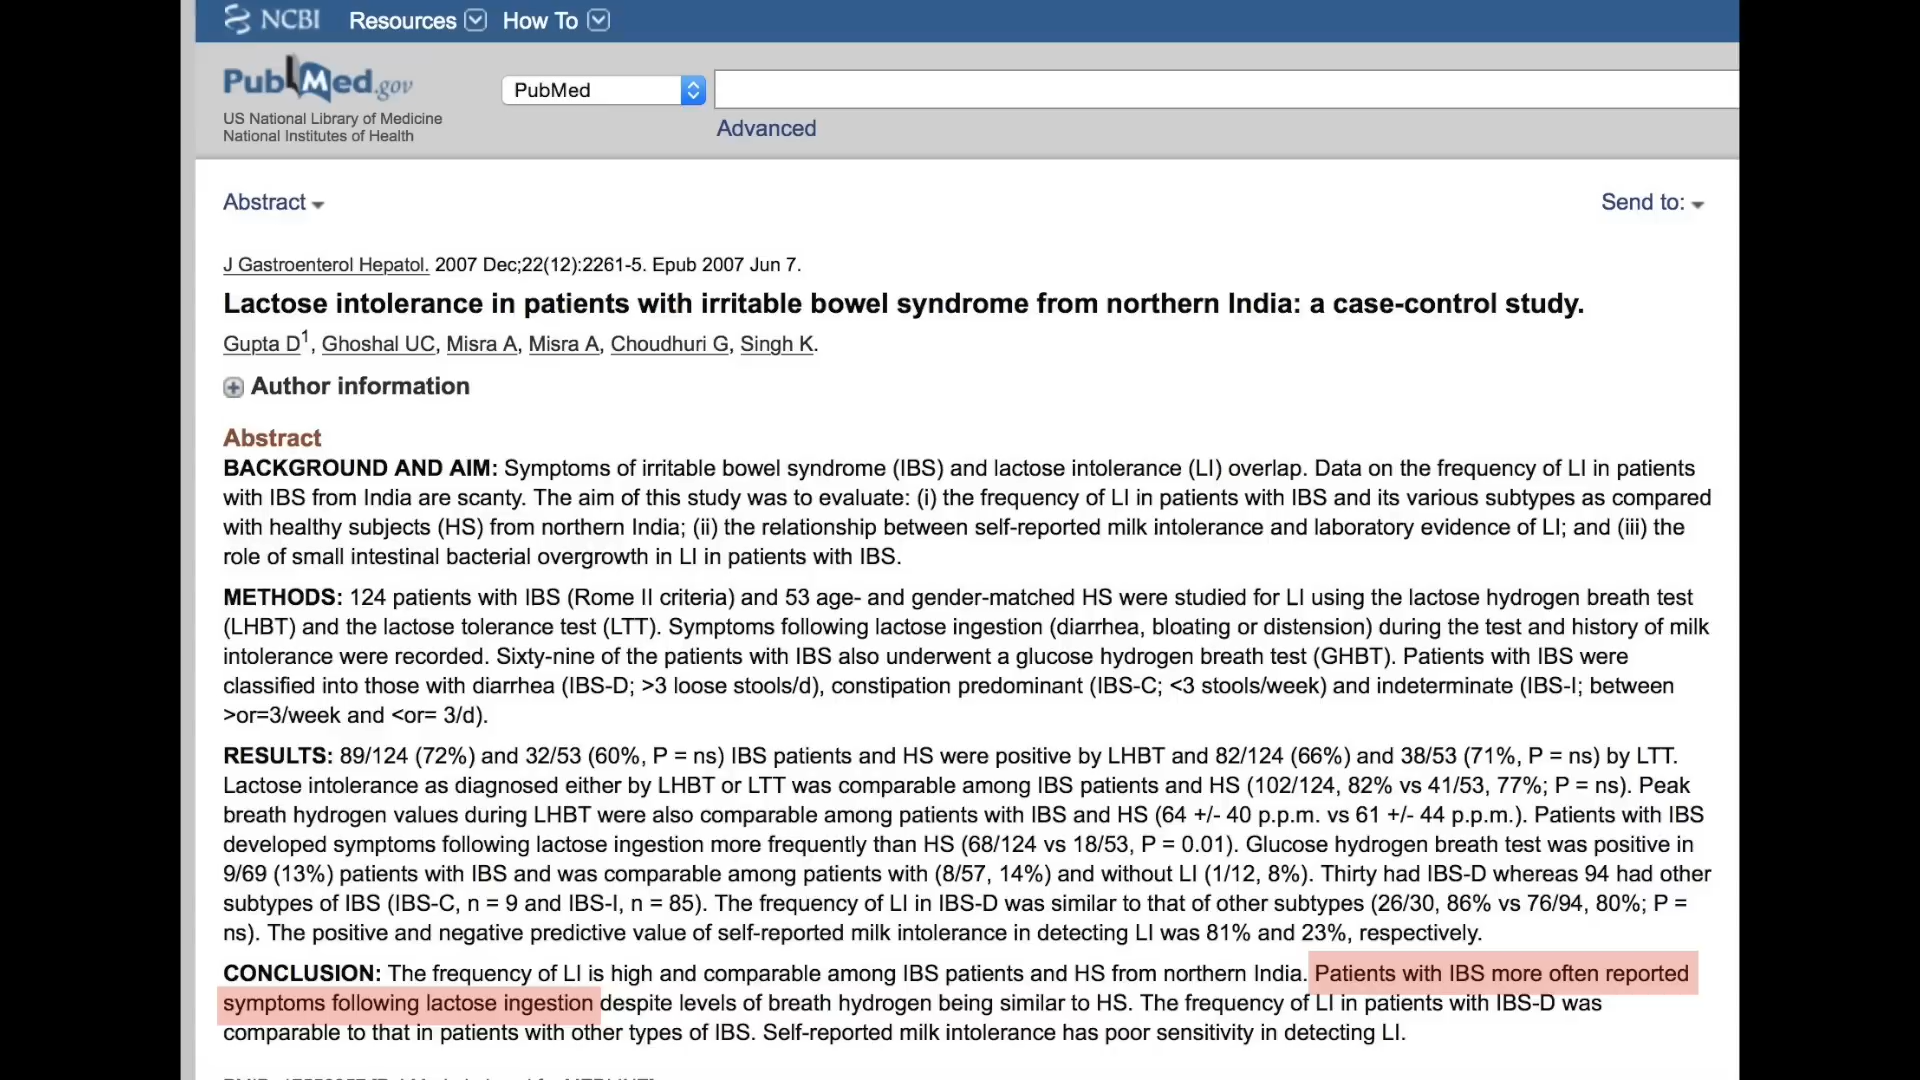 NCBI Resources How To
PubMed.gov
PubMed
US National Library of Medicine
National Institutes of Health
Advanced
Abstract
Send to:
J Gastroenterol Hepatol. 2007 Dec;22(12):2261-5. Epub 2007 Jun 7.
Lactose intolerance in patients with irritable bowel syndrome from northern India: a case-control study.
Gupta D1, Ghoshal UC, Misra A, Misra A, Choudhuri G, Singh K.
Author information
Abstract
BACKGROUND AND AIM: Symptoms of irritable bowel syndrome (IBS) and lactose intolerance (LI) overlap. Data on the frequency of LI in patients
with IBS from India are scanty. The aim of this study was to evaluate: (i) the frequency of LI in patients with IBS and its various subtypes as compared
with healthy subjects (HS) from northern India; (ii) the relationship between self-reported milk intolerance and laboratory evidence of LI; and (iii) the
role of small intestinal bacterial overgrowth in LI in patients with IBS.
METHODS: 124 patients with IBS (Rome II criteria) and 53 age- and gender-matched HS were studied for LI using the lactose hydrogen breath test
(LHBT) and the lactose tolerance test (LTT). Symptoms following lactose ingestion (diarrhea, bloating or distension) during the test and history of milk
intolerance were recorded. Sixty-nine of the patients with IBS also underwent a glucose hydrogen breath test (GHBT). Patients with IBS were
classified into those with diarrhea (IBS-D; >3 loose stools/d), constipation predominant (IBS-C; <3 stools/week) and indeterminate (IBS-I; between
>or=3/week and <or= 3/d).
RESULTS: 89/124 (72%) and 32/53 (60%, P = ns) IBS patients and HS were positive by LHBT and 82/124 (66%) and 38/53 (71%, P = ns) by LTT.
Lactose intolerance as diagnosed either by LHBT or LTT was comparable among IBS patients and HS (102/124, 82% vs 41/53, 77%; P = ns). Peak
breath hydrogen values during LHBT were also comparable among patients with IBS and HS (64 +/- 40 p.p.m. vs 61 +/- 44 p.p.m.). Patients with IBS
developed symptoms following lactose ingestion more frequently than HS (68/124 vs 18/53, P = 0.01). Glucose hydrogen breath test was positive in
9/69 (13%) patients with IBS and was comparable among patients with (8/57, 14%) and without LI (1/12, 8%). Thirty had IBS-D whereas 94 had other
subtypes of IBS (IBS-C, n = 9 and IBS-I, n = 85). The frequency of LI in IBS-D was similar to that of other subtypes (26/30, 86% vs 76/94, 80%; P =
ns). The positive and negative predictive value of self-reported milk intolerance in detecting LI was 81% and 23%, respectively.
CONCLUSION: The frequency of LI is high and comparable among IBS patients and HS from northern India. Patients with IBS more often reported
symptoms following lactose ingestion despite levels of breath hydrogen being similar to HS. The frequency of LI in patients with IBS-D was
comparable to that in patients with other types of IBS. Self-reported milk intolerance has poor sensitivity in detecting LI.